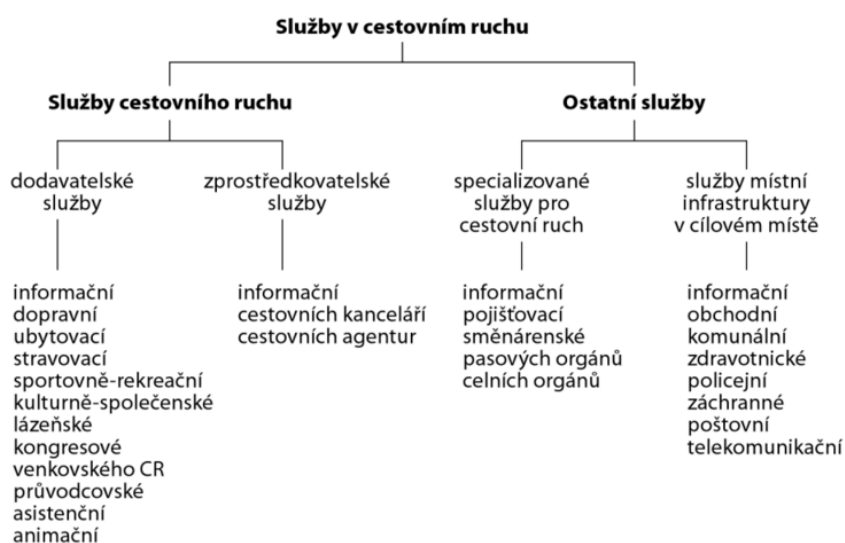 Služby v cestovním ruchu
Služby cestovního ruchu
Ostatní služby
dodavatelské
služby
zprostředkovatelské
služby
specializované
služby pro
cestovní ruch
služby místní
infrastruktury
v cílovém místě
informační
dopravní
ubytovací
stravovací
sportovně-rekreační
kulturně-společenské
lázeňské
kongresové
venkovského CR
průvodcovské
asistenční
animační
informační
cestovních kanceláří
cestovních agentur
informační
pojišťovací
směnárenské
pasových orgánů
celních orgánů
informační
obchodní
komunální
zdravotnické
policejní
záchranné
poštovní
telekomunikační